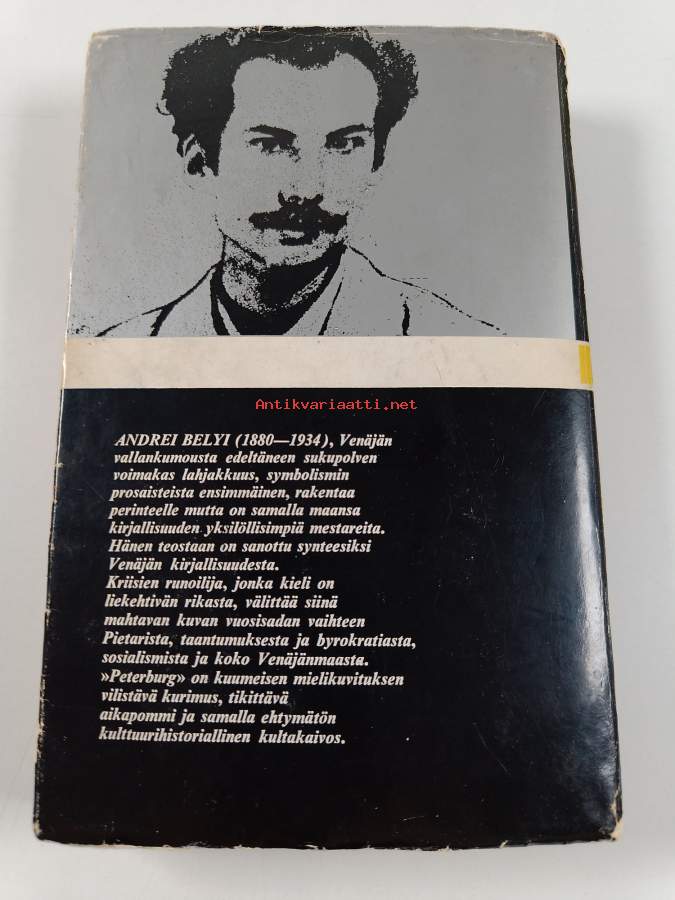 Antikvariaatti.net
ANDREI BELYI (1880—1934), Venäjän
vallankumousta edeltäneen sukupolven
voimakas lahjakkuus, symbolismin
prosaisteista ensimmäinen, rakentaa
perinteelle mutta on samalla maansa
kirjallisuuden yksilöllisimpiä mestareita.
Hänen teostaan on sanottu synteesiksi
Venäjän kirjallisuudesta.
Kriisien runoilija, jonka kieli on
liekehtivän rikasta, välittää siinä
mahtavan kuvan vuosisadan vaihteen
Pietarista, taantumuksesta ja byrokratiasta,
sosialismista ja koko Venäjänmaasta.
»Peterburg» on kuumeisen mielikuvituksen
vilistävä kurimus, tikittävä
aikapommi ja samalla ehtymätön
kulttuurihistoriallinen kultakaivos.